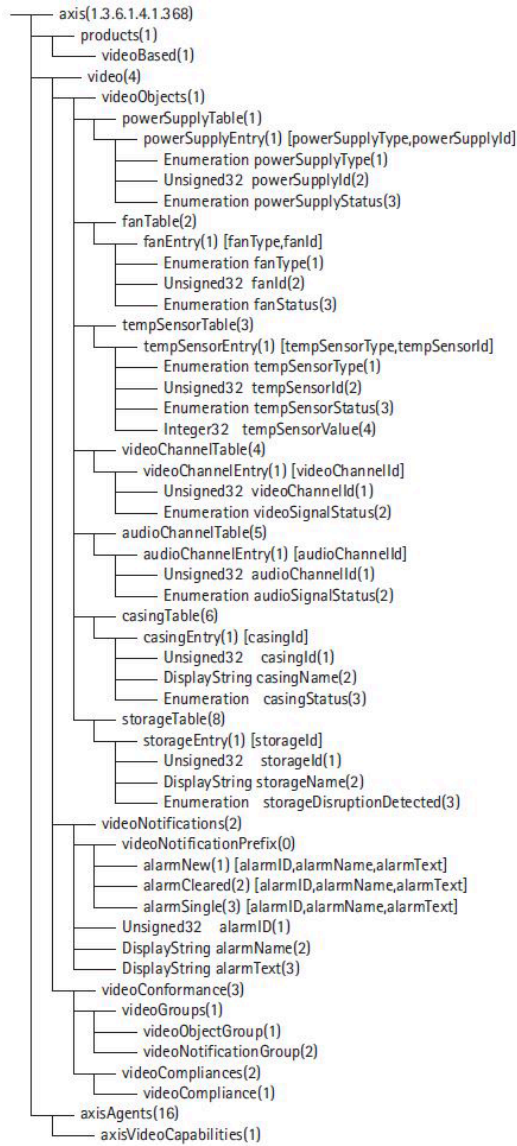 axis(1.3.6.1.4.1.368)
products(1)
videoBased(1)
video(4)
videoObjects(1)
powerSupplyTable(1)
powerSupplyEntry(1) [powerSupplyType,powerSupplyId]
Enumeration powerSupplyType(1)
Unsigned32 powerSupplyId(2)
Enumeration powerSupplyStatus(3)
fanTable(2)
fanEntry(1) [fanType,fanId]
Enumeration fanType(1)
Unsigned32 fanId(2)
Enumeration fanStatus(3)
tempSensorTable(3)
tempSensorEntry(1) [tempSensorType,tempSensorId]
Enumeration tempSensorType(1)
Unsigned32 tempSensorId(2)
Enumeration tempSensorStatus(3)
Integer32 tempSensorValue(4)
videoChannelTable(4)
videoChannelEntry(1) [videoChannelId]
Unsigned32 videoChannelId(1)
Enumeration videoSignalStatus(2)
audioChannelTable(5)
audioChannelEntry(1) [audioChannelId]
Unsigned32 audioChannelId(1)
Enumeration audioSignalStatus(2)
casingTable(6)
casingEntry(1) [casingId]
Unsigned32 casingId(1)
DisplayString casingName(2)
Enumeration casingStatus(3)
storageTable(8)
storageEntry(1) [storageId]
Unsigned32 storageId(1)
DisplayString storageName(2)
Enumeration storageDisruptionDetected(3)
videoNotifications(2)
videoNotificationPrefix(0)
alarmNew(1) [alarmID,alarmName,alarmText]
alarmCleared(2) [alarmID,alarmName,alarmText]
alarmSingle(3) [alarmID,alarmName,alarmText]
Unsigned32 alarmID(1)
DisplayString alarmName(2)
DisplayString alarmText(3)
videoConformance(3)
videoGroups(1)
videoObjectGroup(1)
videoNotificationGroup(2)
videoCompliances(2)
videoCompliance(1)
axisAgents(16)
axisVideoCapabilities(1)